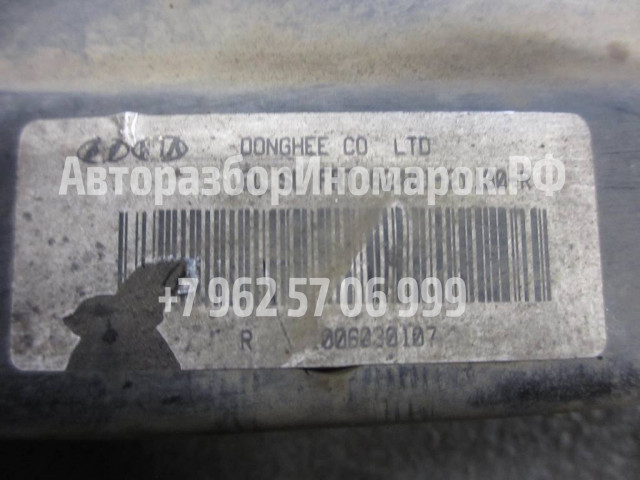 DONGHEE CO LTD
АвторазборИномарок.РФ
+7 962 57 06 999
R 006030107